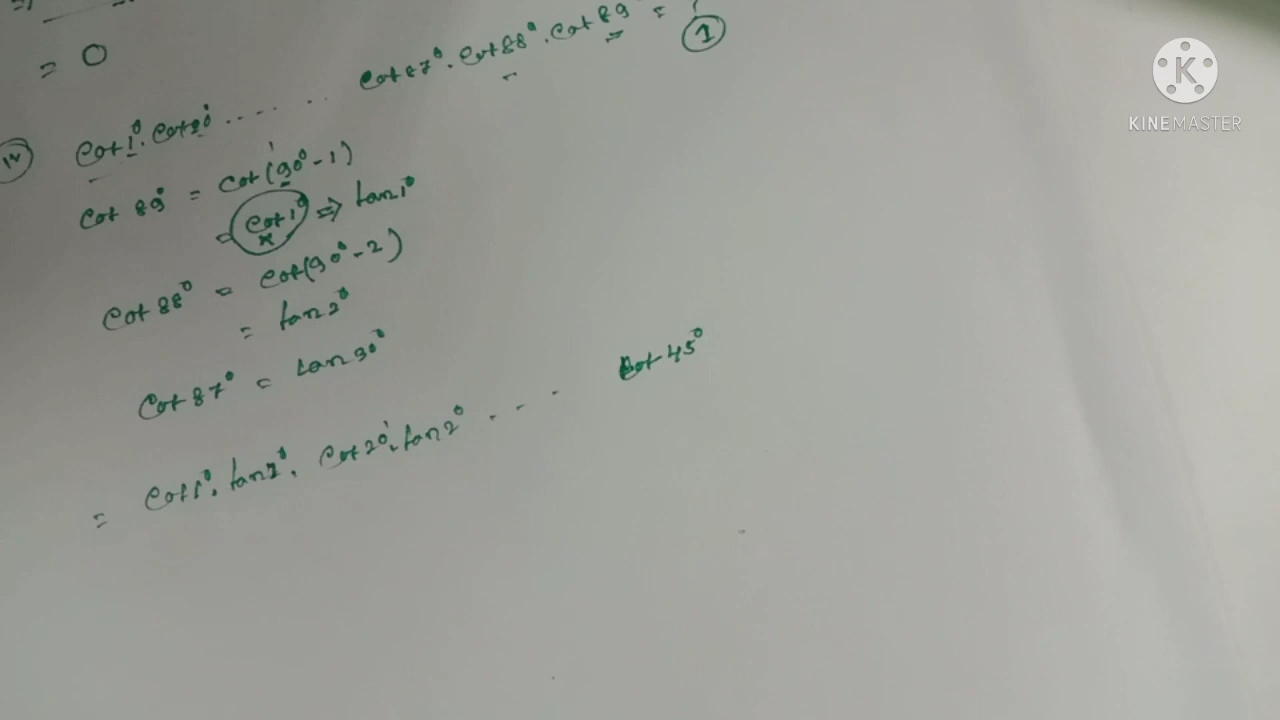 = 0
cot 87°. cot 88°. cot 89 = ?
1
14
cot 1°. cot 2° ....
cot 89° = cot(90° - 1)
= cot 1° ⇒ tan 1°
cot 88° = cot(90° - 2)
= tan 2°
cot 87° = tan 30°
= cot 1°. tan 1°. cot 2°. tan 2° . . . cot 45°
KINEMASTER